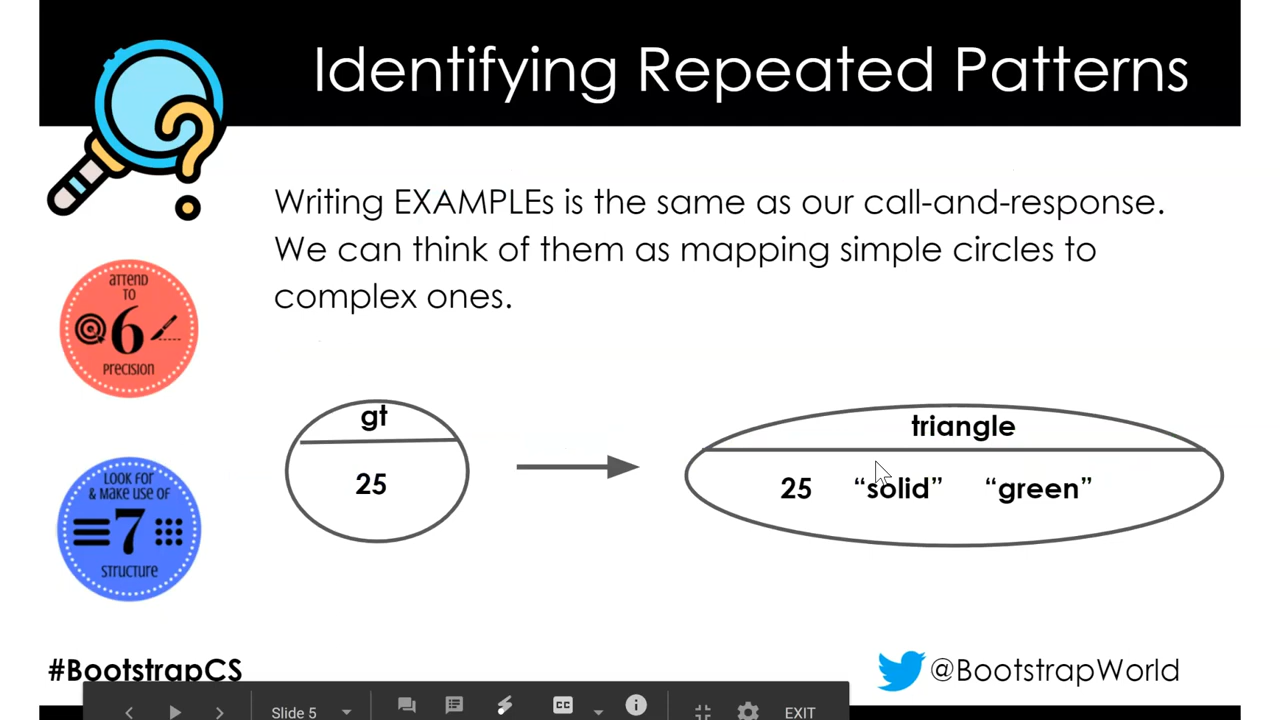 Identifying Repeated Patterns
Writing EXAMPLEs is the same as our call-and-response.
We can think of them as mapping simple circles to
complex ones.
ATTEND
TO
6
PRECISION
gt
25
triangle
25 “solid” “green”
LOOK FOR
& MAKE USE OF
7
STRUCTURE
#BootstrapCS
@BootstrapWorld
Slide 5
CC
EXIT